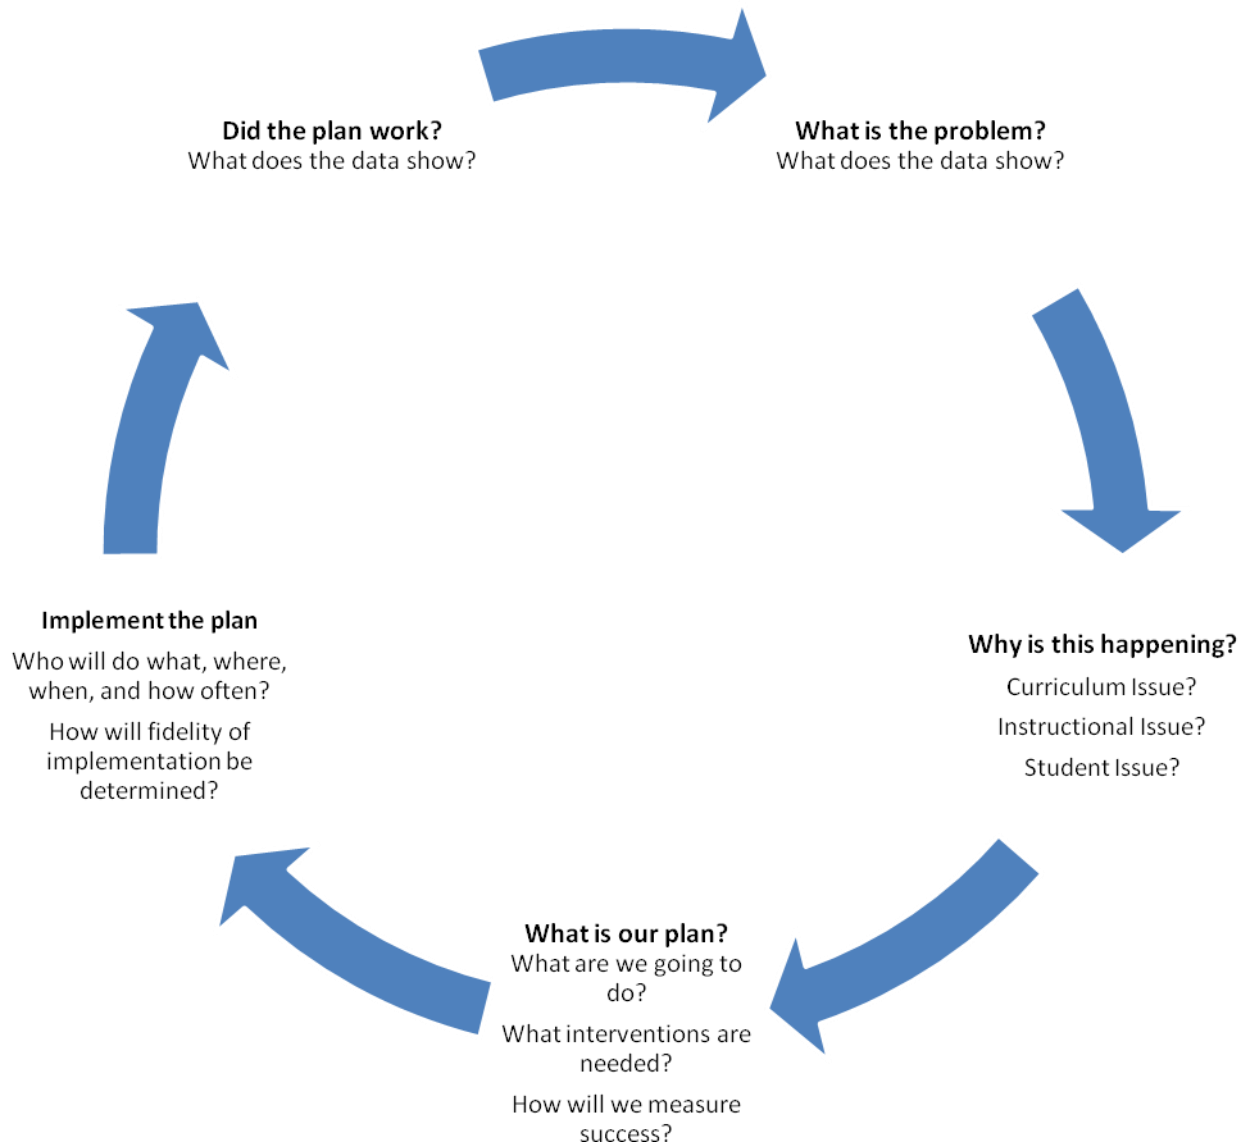 Did the plan work?
What does the data show?
What is the problem?
What does the data show?
Why is this happening?
Curriculum Issue?
Instructional Issue?
Student Issue?
What is our plan?
What are we going to
do?
What interventions are
needed?
How will we measure
success?
Implement the plan
Who will do what, where,
when, and how often?
How will fidelity of
implementation be
determined?